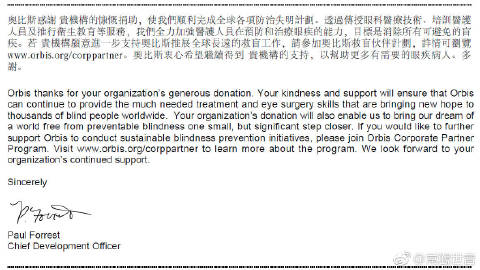 奧比斯感謝 貴機構的慷慨捐助，使我們順利完成全球各項防治失明計劃。透過傳授眼科醫療技術、培訓醫護
人員及推行衛生教育等服務，我們全力加強醫護人員在預防和治療眼疾的能力，目標是消除所有可避免的盲
疾。若 貴機構願意進一步支持奧比斯推展全球長遠的救盲工作，請參加奧比斯救盲伙伴計劃，詳情可瀏覽
www.orbis.org/corppartner。奧比斯衷心希望繼續得到 貴機構的支持，以幫助更多有需要的眼疾病人。多
謝。
Orbis thanks for your organization's generous donation. Your kindness and support will ensure that Orbis
can continue to provide the much needed treatment and eye surgery skills that are bringing new hope to
thousands of blind people worldwide.  Your organization's donation will also enable us to bring our dream of
a world free from preventable blindness one small, but significant step closer. If you would like to further
support Orbis to conduct sustainable blindness prevention initiatives, please join Orbis Corporate Partner
Program. Visit www.orbis.org/corppartner to learn more about the program. We look forward to your
organization's continued support.
Sincerely
Paul Forrest
Chief Development Officer